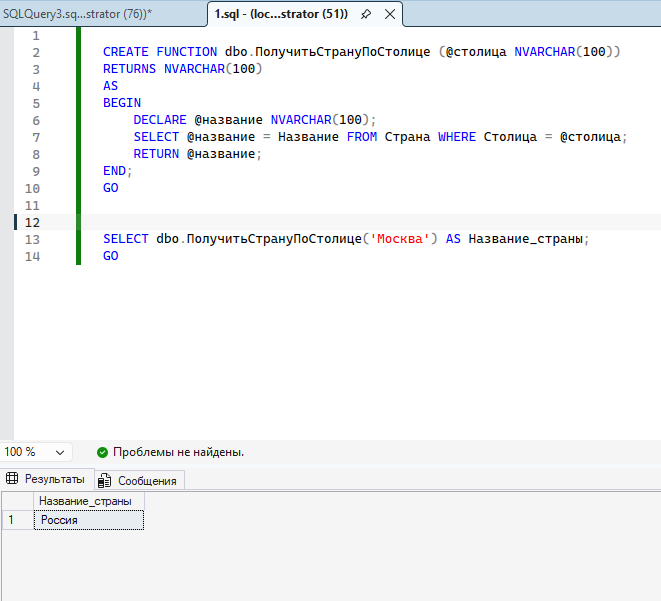 SQLQuery3.sq...strator (76))*
1.sql - (loc...strator (51))
1
2 CREATE FUNCTION dbo.ПолучитьСтрануПоСтолице (@столица NVARCHAR(100))
3 RETURNS NVARCHAR(100)
4 AS
5 BEGIN
6 DECLARE @название NVARCHAR(100);
7 SELECT @название = Название FROM Страна WHERE Столица = @столица;
8 RETURN @название;
9 END;
10 GO
11
12
13 SELECT dbo.ПолучитьСтрануПоСтолице('Москва') AS Название_страны;
14 GO
100 %
Проблемы не найдены.
Результаты
Сообщения
Название_страны
1 Россия